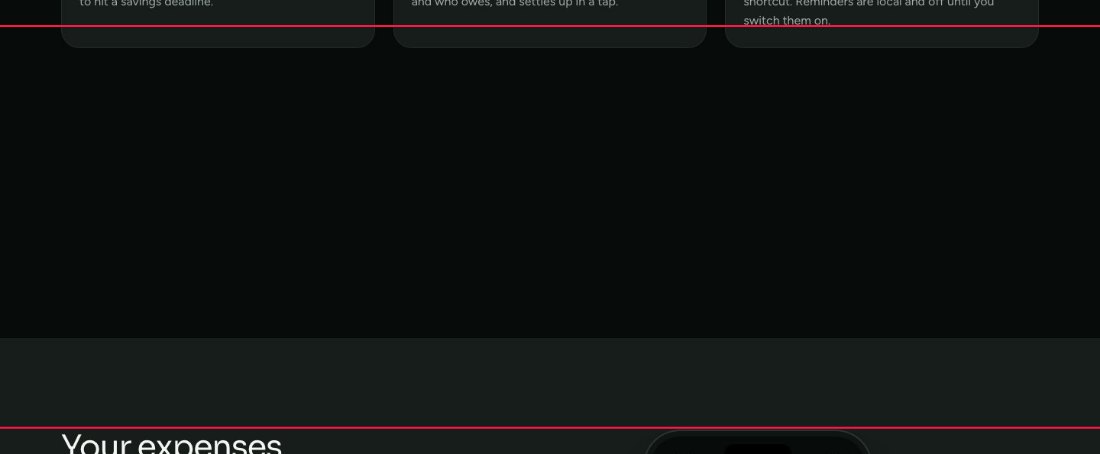 to hit a savings deadline.
and who owes, and settles up in a tap.
shortcut. Reminders are local and off until you
switch them on.
Your expenses